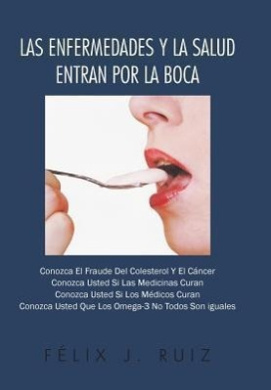 LAS ENFERMEDADES Y LA SALUD
ENTRAN POR LA BOCA
Conozca El Fraude Del Colesterol Y El Cáncer
Conozca Usted Si Las Medicinas Curan
Conozca Usted Si Los Médicos Curan
Conozca Usted Que Los Omega-3 No Todos Son iguales
FÉLIX J. RUIZ